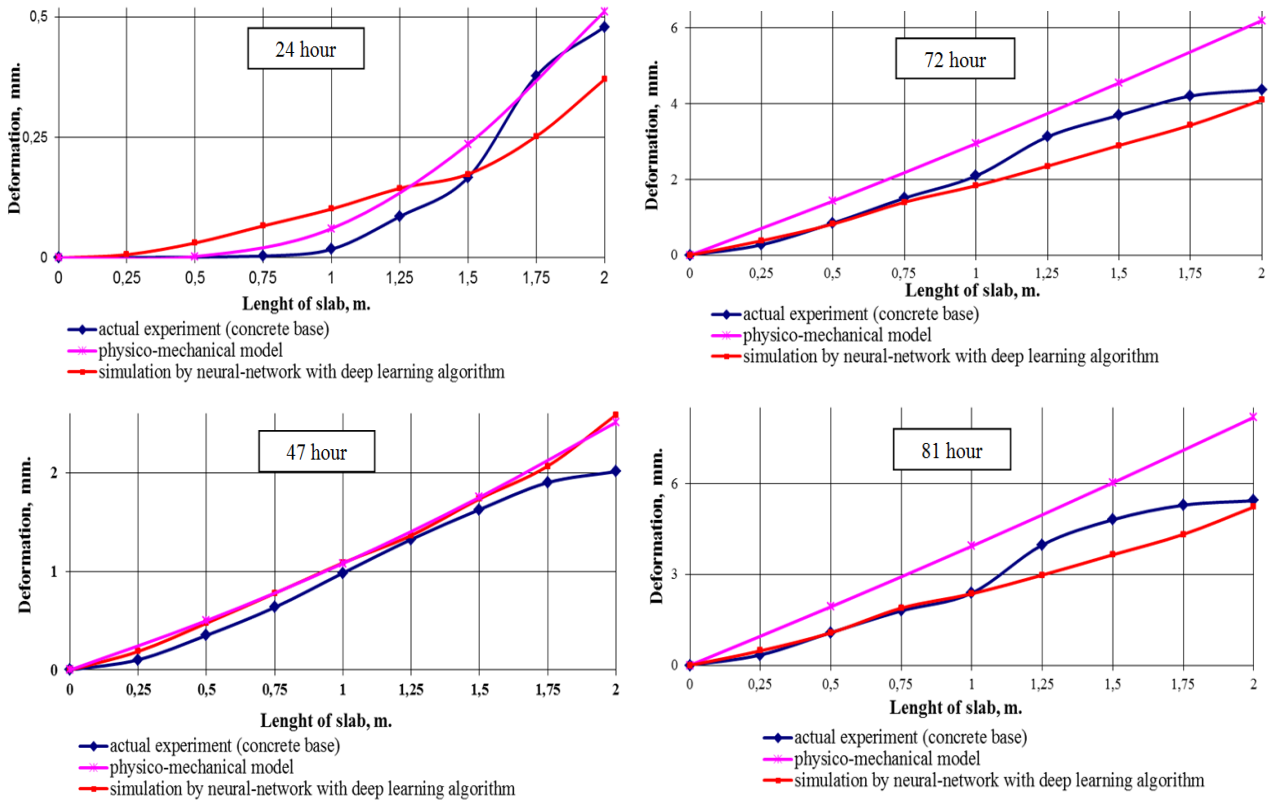 24 hour
Deformation, mm.
0,5
0,25
0
0 0,25 0,5 0,75 1 1,25 1,5 1,75 2
Lenght of slab, m.
actual experiment (concrete base)
physico-mechanical model
simulation by neural-network with deep learning algorithm
72 hour
Deformation, mm.
6
4
2
0
0 0,25 0,5 0,75 1 1,25 1,5 1,75 2
Lenght of slab, m.
actual experiment (concrete base)
physico-mechanical model
simulation by neural-network with deep learning algorithm
47 hour
Deformation, mm.
2
1
0
0 0,25 0,5 0,75 1 1,25 1,5 1,75 2
Lenght of slab, m.
actual experiment (concrete base)
physico-mechanical model
simulation by neural-network with deep learning algorithm
81 hour
Deformation, mm.
6
3
0
0 0,25 0,5 0,75 1 1,25 1,5 1,75 2
Lenght of slab, m.
actual experiment (concrete base)
physico-mechanical model
simulation by neural-network with deep learning algorithm